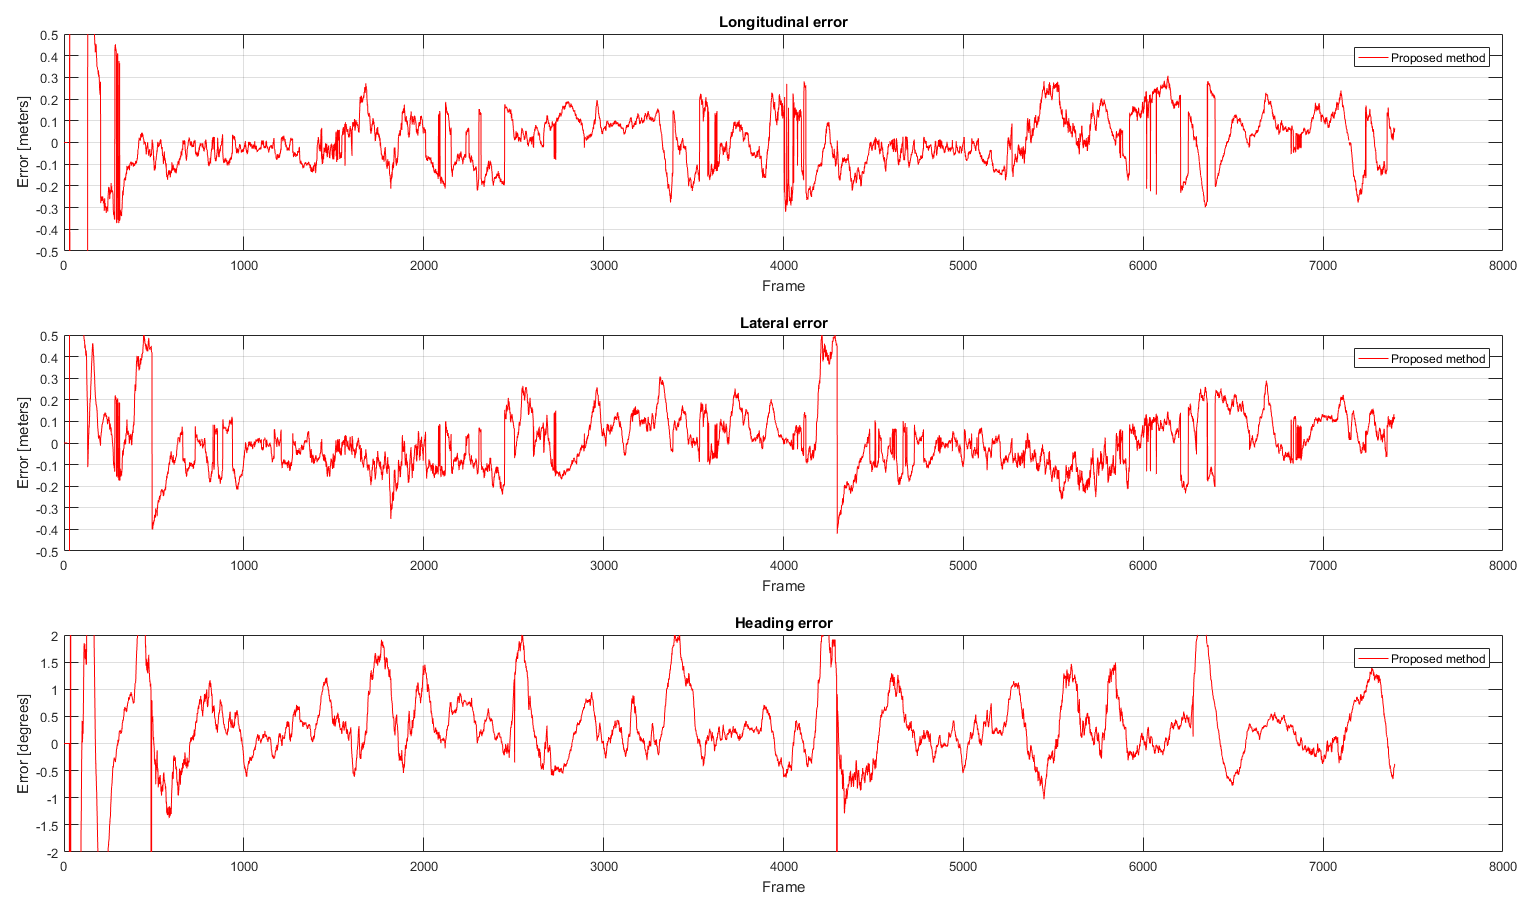 Longitudinal error
0.5
0.4
0.3
0.2
0.1
0
-0.1
-0.2
-0.3
-0.4
-0.5
Error [meters]
Proposed method
0 1000 2000 3000 4000 5000 6000 7000 8000
Frame
Lateral error
0.5
0.4
0.3
0.2
0.1
0
-0.1
-0.2
-0.3
-0.4
-0.5
Error [meters]
Proposed method
0 1000 2000 3000 4000 5000 6000 7000 8000
Frame
Heading error
2
1.5
1
0.5
0
-0.5
-1
-1.5
-2
Error [degrees]
Proposed method
0 1000 2000 3000 4000 5000 6000 7000 8000
Frame